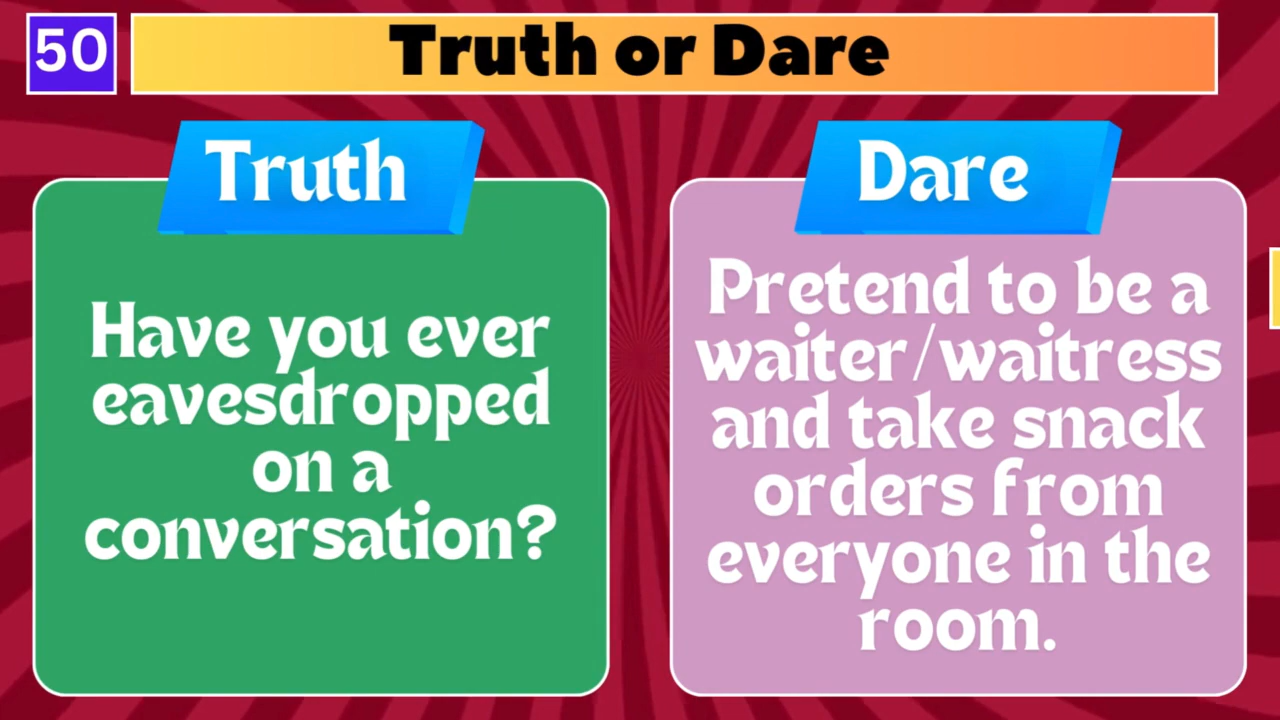 50
Truth or Dare
Truth
Have you ever
eavesdropped
on a
conversation?
Dare
Pretend to be a
waiter/waitress
and take snack
orders from
everyone in the
room.